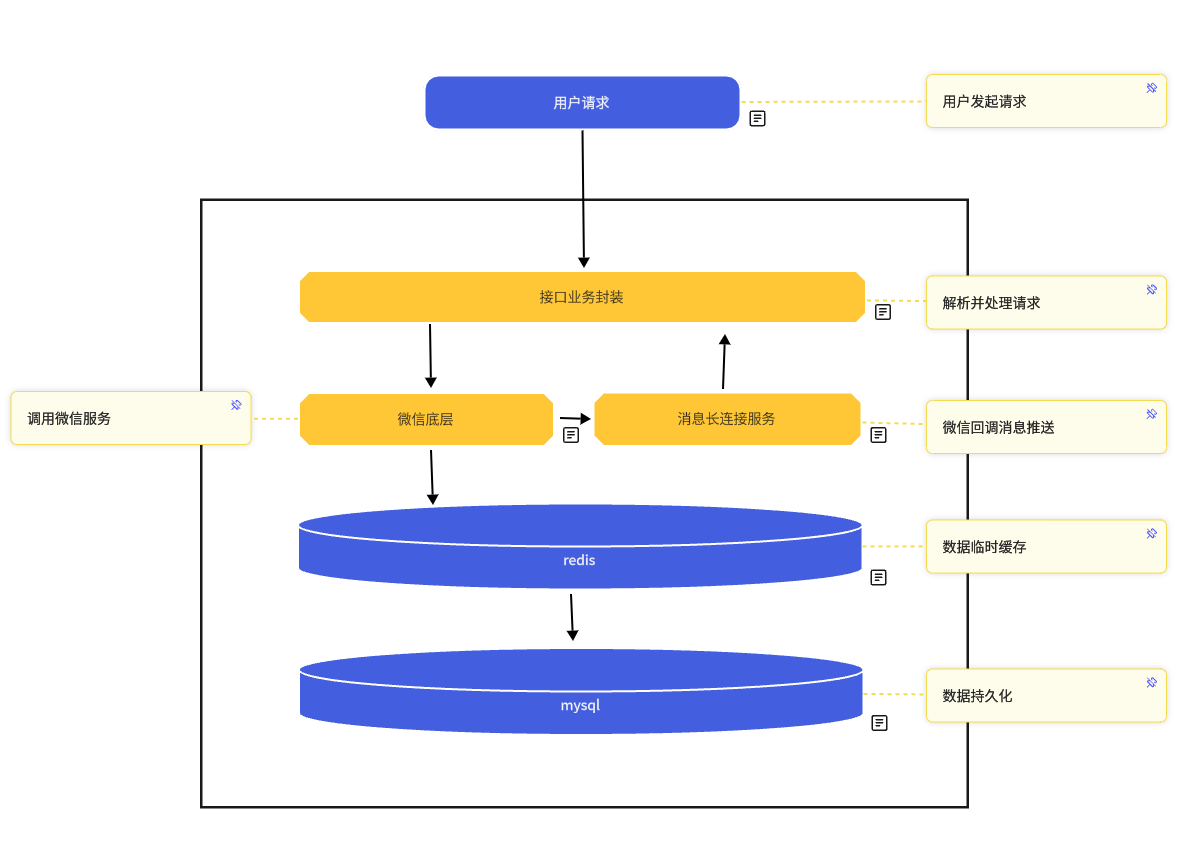 用户请求
用户发起请求
接口业务封装
解析并处理请求
调用微信服务
微信底层
消息长连接服务
微信回调消息推送
redis
数据临时缓存
mysql
数据持久化